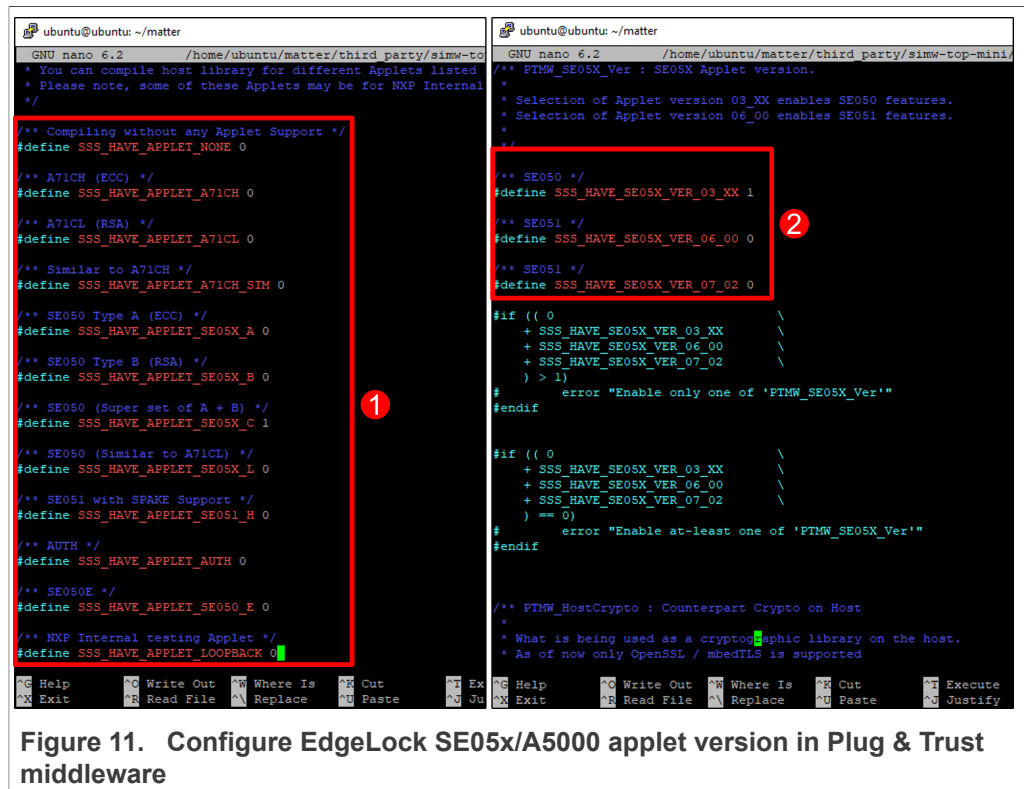 ubuntu@ubuntu: ~/matter
GNU nano 6.2 /home/ubuntu/matter/third_party/simw-to
* You can compile host library for different Applets listed
* Please note, some of these Applets may be for NXP Internal
*/
/** Compiling without any Applet Support */
#define SSS_HAVE_APPLET_NONE 0
/** A71CH (ECC) */
#define SSS_HAVE_APPLET_A71CH 0
/** A71CL (RSA) */
#define SSS_HAVE_APPLET_A71CL 0
/** Similar to A71CH */
#define SSS_HAVE_APPLET_A71CH_SIM 0
/** SE050 Type A (ECC) */
#define SSS_HAVE_APPLET_SE05X_A 0
/** SE050 Type B (RSA) */
#define SSS_HAVE_APPLET_SE05X_B 0
/** SE050 (Super set of A + B) */
#define SSS_HAVE_APPLET_SE05X_C 1
/** SE050 (Similar to A71CL) */
#define SSS_HAVE_APPLET_SE05X_L 0
/** SE051 with SPAKE Support */
#define SSS_HAVE_APPLET_SE051_H 0
/** AUTH */
#define SSS_HAVE_APPLET_AUTH 0
/** SE050E */
#define SSS_HAVE_APPLET_SE050_E 0
/** NXP Internal testing Applet */
#define SSS_HAVE_APPLET_LOOPBACK 0
1
^G Help ^O Write Out ^W Where Is ^K Cut ^T Ex
^X Exit ^R Read File ^\ Replace ^U Paste ^J Ju
ubuntu@ubuntu: ~/matter
GNU nano 6.2 /home/ubuntu/matter/third_party/simw-top-mini/
/** PTMW_SE05X_Ver : SE05X Applet version.
*
* Selection of Applet version 03_XX enables SE050 features.
* Selection of Applet version 06_00 enables SE051 features.
*
*/
/** SE050 */
#define SSS_HAVE_SE05X_VER_03_XX 1
/** SE051 */
#define SSS_HAVE_SE05X_VER_06_00 0
/** SE051 */
#define SSS_HAVE_SE05X_VER_07_02 0
2
#if (( 0 \
+ SSS_HAVE_SE05X_VER_03_XX \
+ SSS_HAVE_SE05X_VER_06_00 \
+ SSS_HAVE_SE05X_VER_07_02 \
) > 1)
# error "Enable only one of 'PTMW_SE05X_Ver'"
#endif
#if (( 0 \
+ SSS_HAVE_SE05X_VER_03_XX \
+ SSS_HAVE_SE05X_VER_06_00 \
+ SSS_HAVE_SE05X_VER_07_02 \
) == 0)
# error "Enable at-least one of 'PTMW_SE05X_Ver'"
#endif
/** PTMW_HostCrypto : Counterpart Crypto on Host
*
* What is being used as a cryptographic library on the host.
* As of now only OpenSSL / mbedTLS is supported
^G Help ^O Write Out ^W Where Is ^K Cut ^T Execute
^X Exit ^R Read File ^\ Replace ^U Paste ^J Justify
Figure 11. Configure EdgeLock SE05x/A5000 applet version in Plug & Trust
middleware